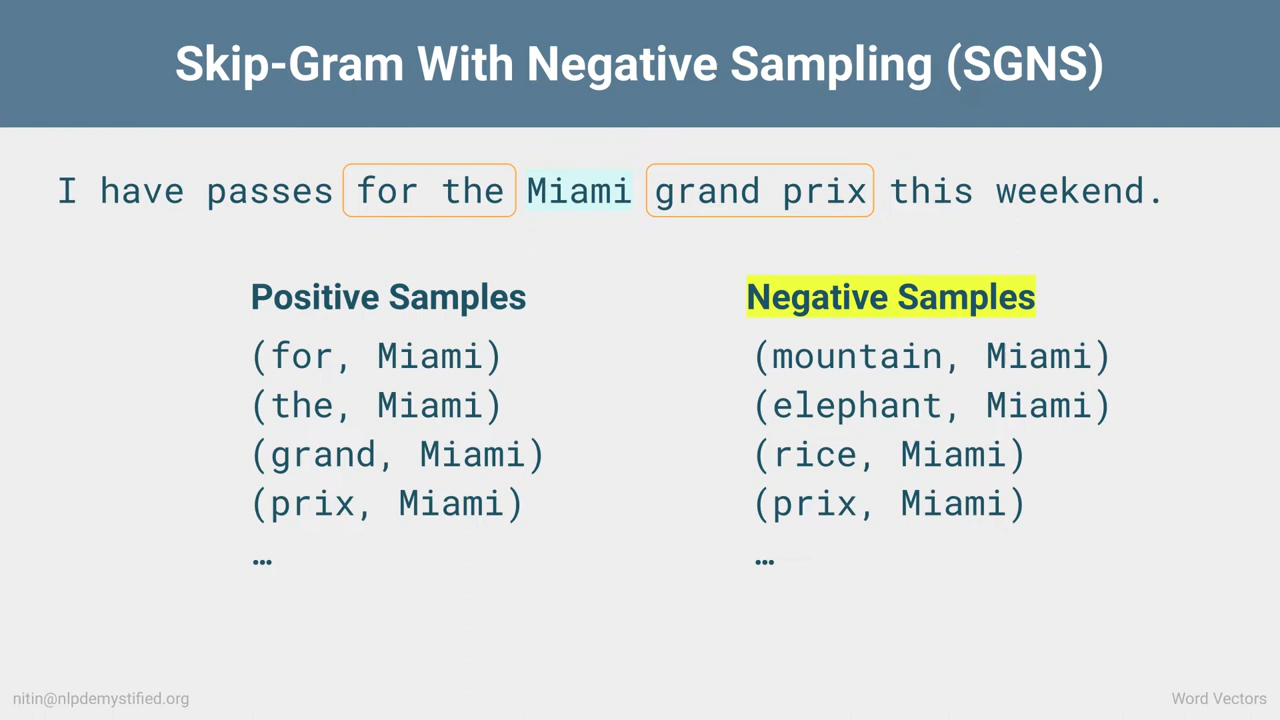 Skip-Gram With Negative Sampling (SGNS)
I have passes for the Miami grand prix this weekend.
Positive Samples
(for, Miami)
(the, Miami)
(grand, Miami)
(prix, Miami)
…
Negative Samples
(mountain, Miami)
(elephant, Miami)
(rice, Miami)
(prix, Miami)
…
nitin@nlpdemystified.org
Word Vectors